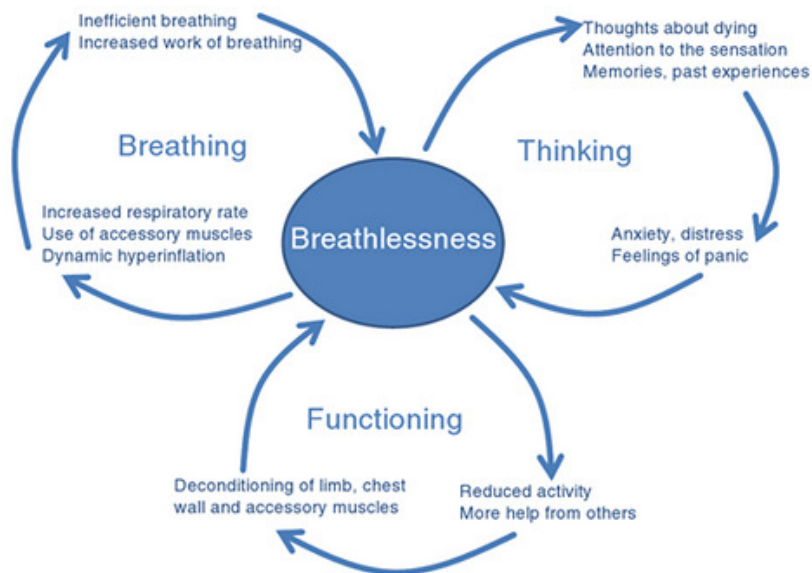 Inefficient breathing
Increased work of breathing
Thoughts about dying
Attention to the sensation
Memories, past experiences
Breathing
Thinking
Increased respiratory rate
Use of accessory muscles
Dynamic hyperinflation
Breathlessness
Anxiety, distress
Feelings of panic
Functioning
Deconditioning of limb, chest
wall and accessory muscles
Reduced activity
More help from others